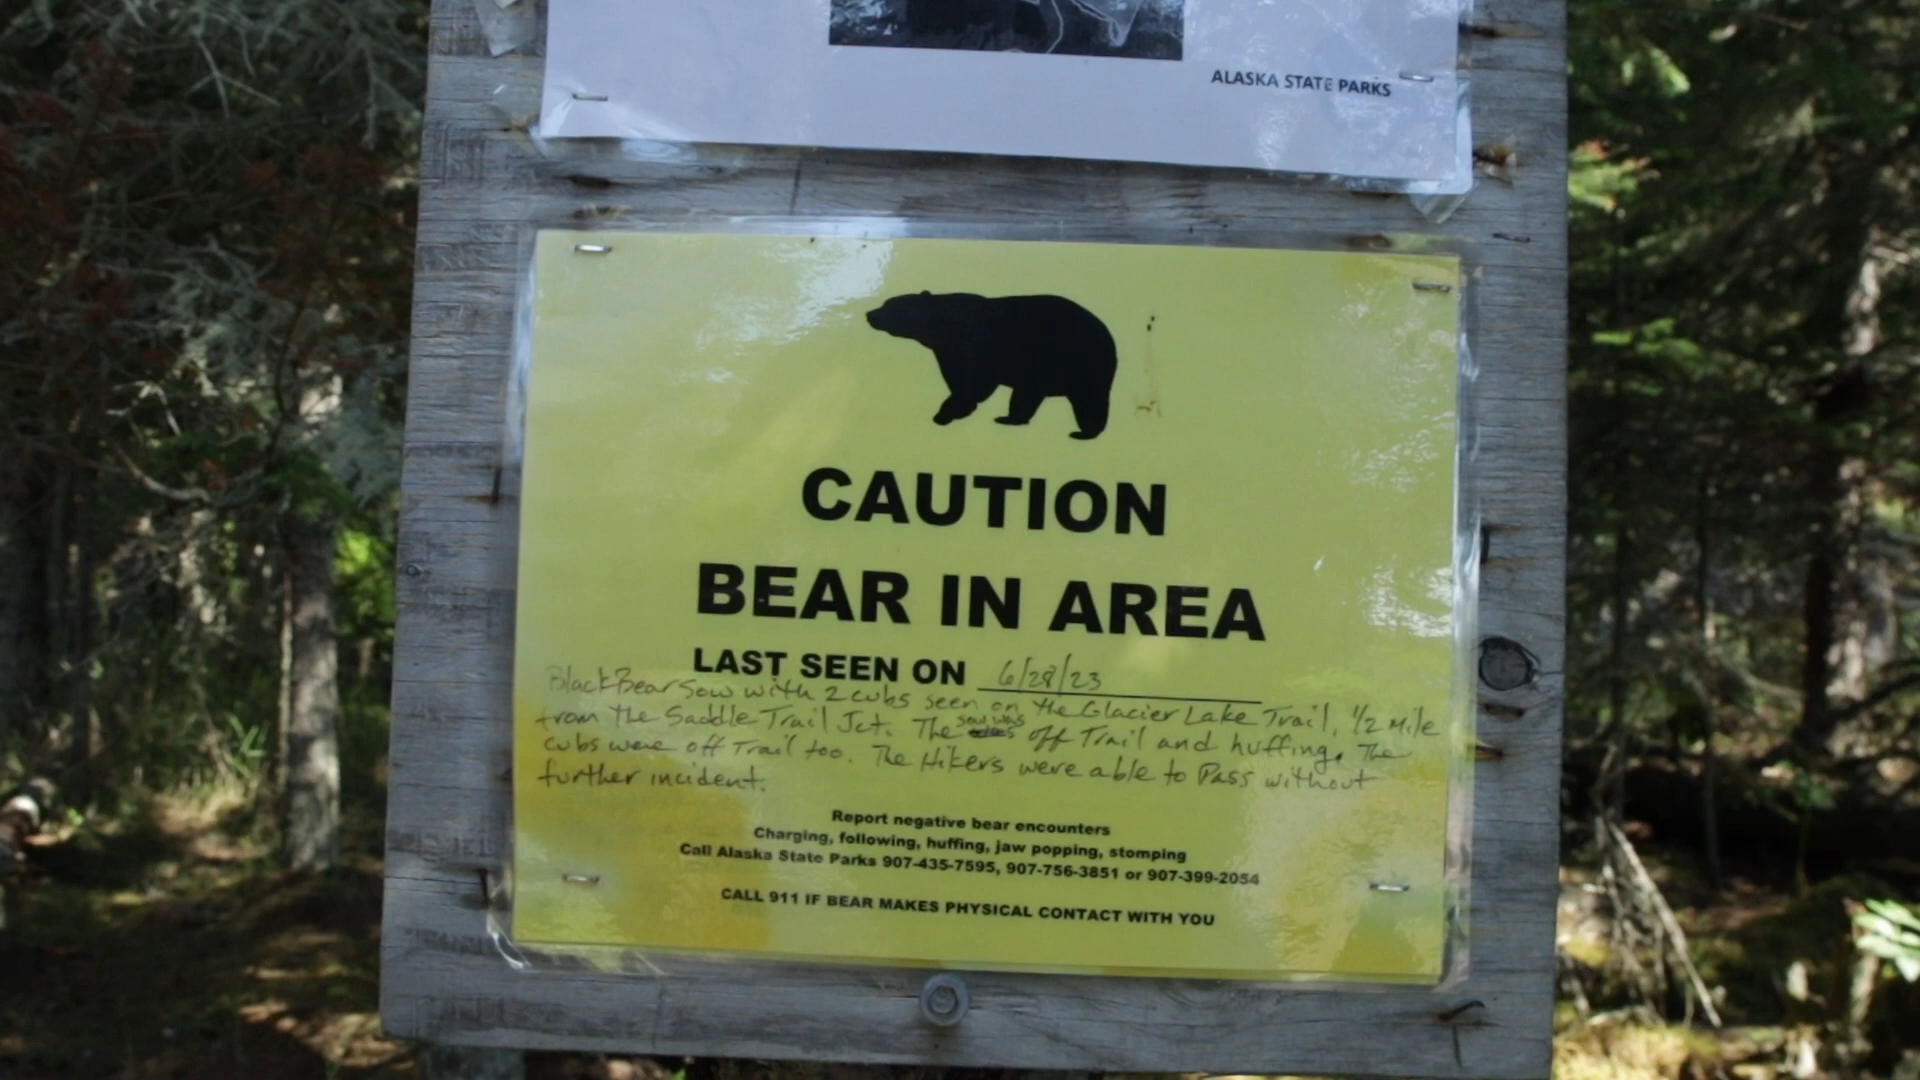 ALASKA STATE PARKS
CAUTION
BEAR IN AREA
LAST SEEN ON 6/28/23
Black Bear Sow with 2 cubs seen on the Glacier Lake Trail, 1/2 Mile
from the Saddle Trail Jct. The sow was off Trail and huffing. The
cubs were off Trail too. The Hikers were able to Pass without
further incident.
Report negative bear encounters
Charging, following, huffing, jaw popping, stomping
Call Alaska State Parks 907-435-7595, 907-756-3851 or 907-399-2054
CALL 911 IF BEAR MAKES PHYSICAL CONTACT WITH YOU